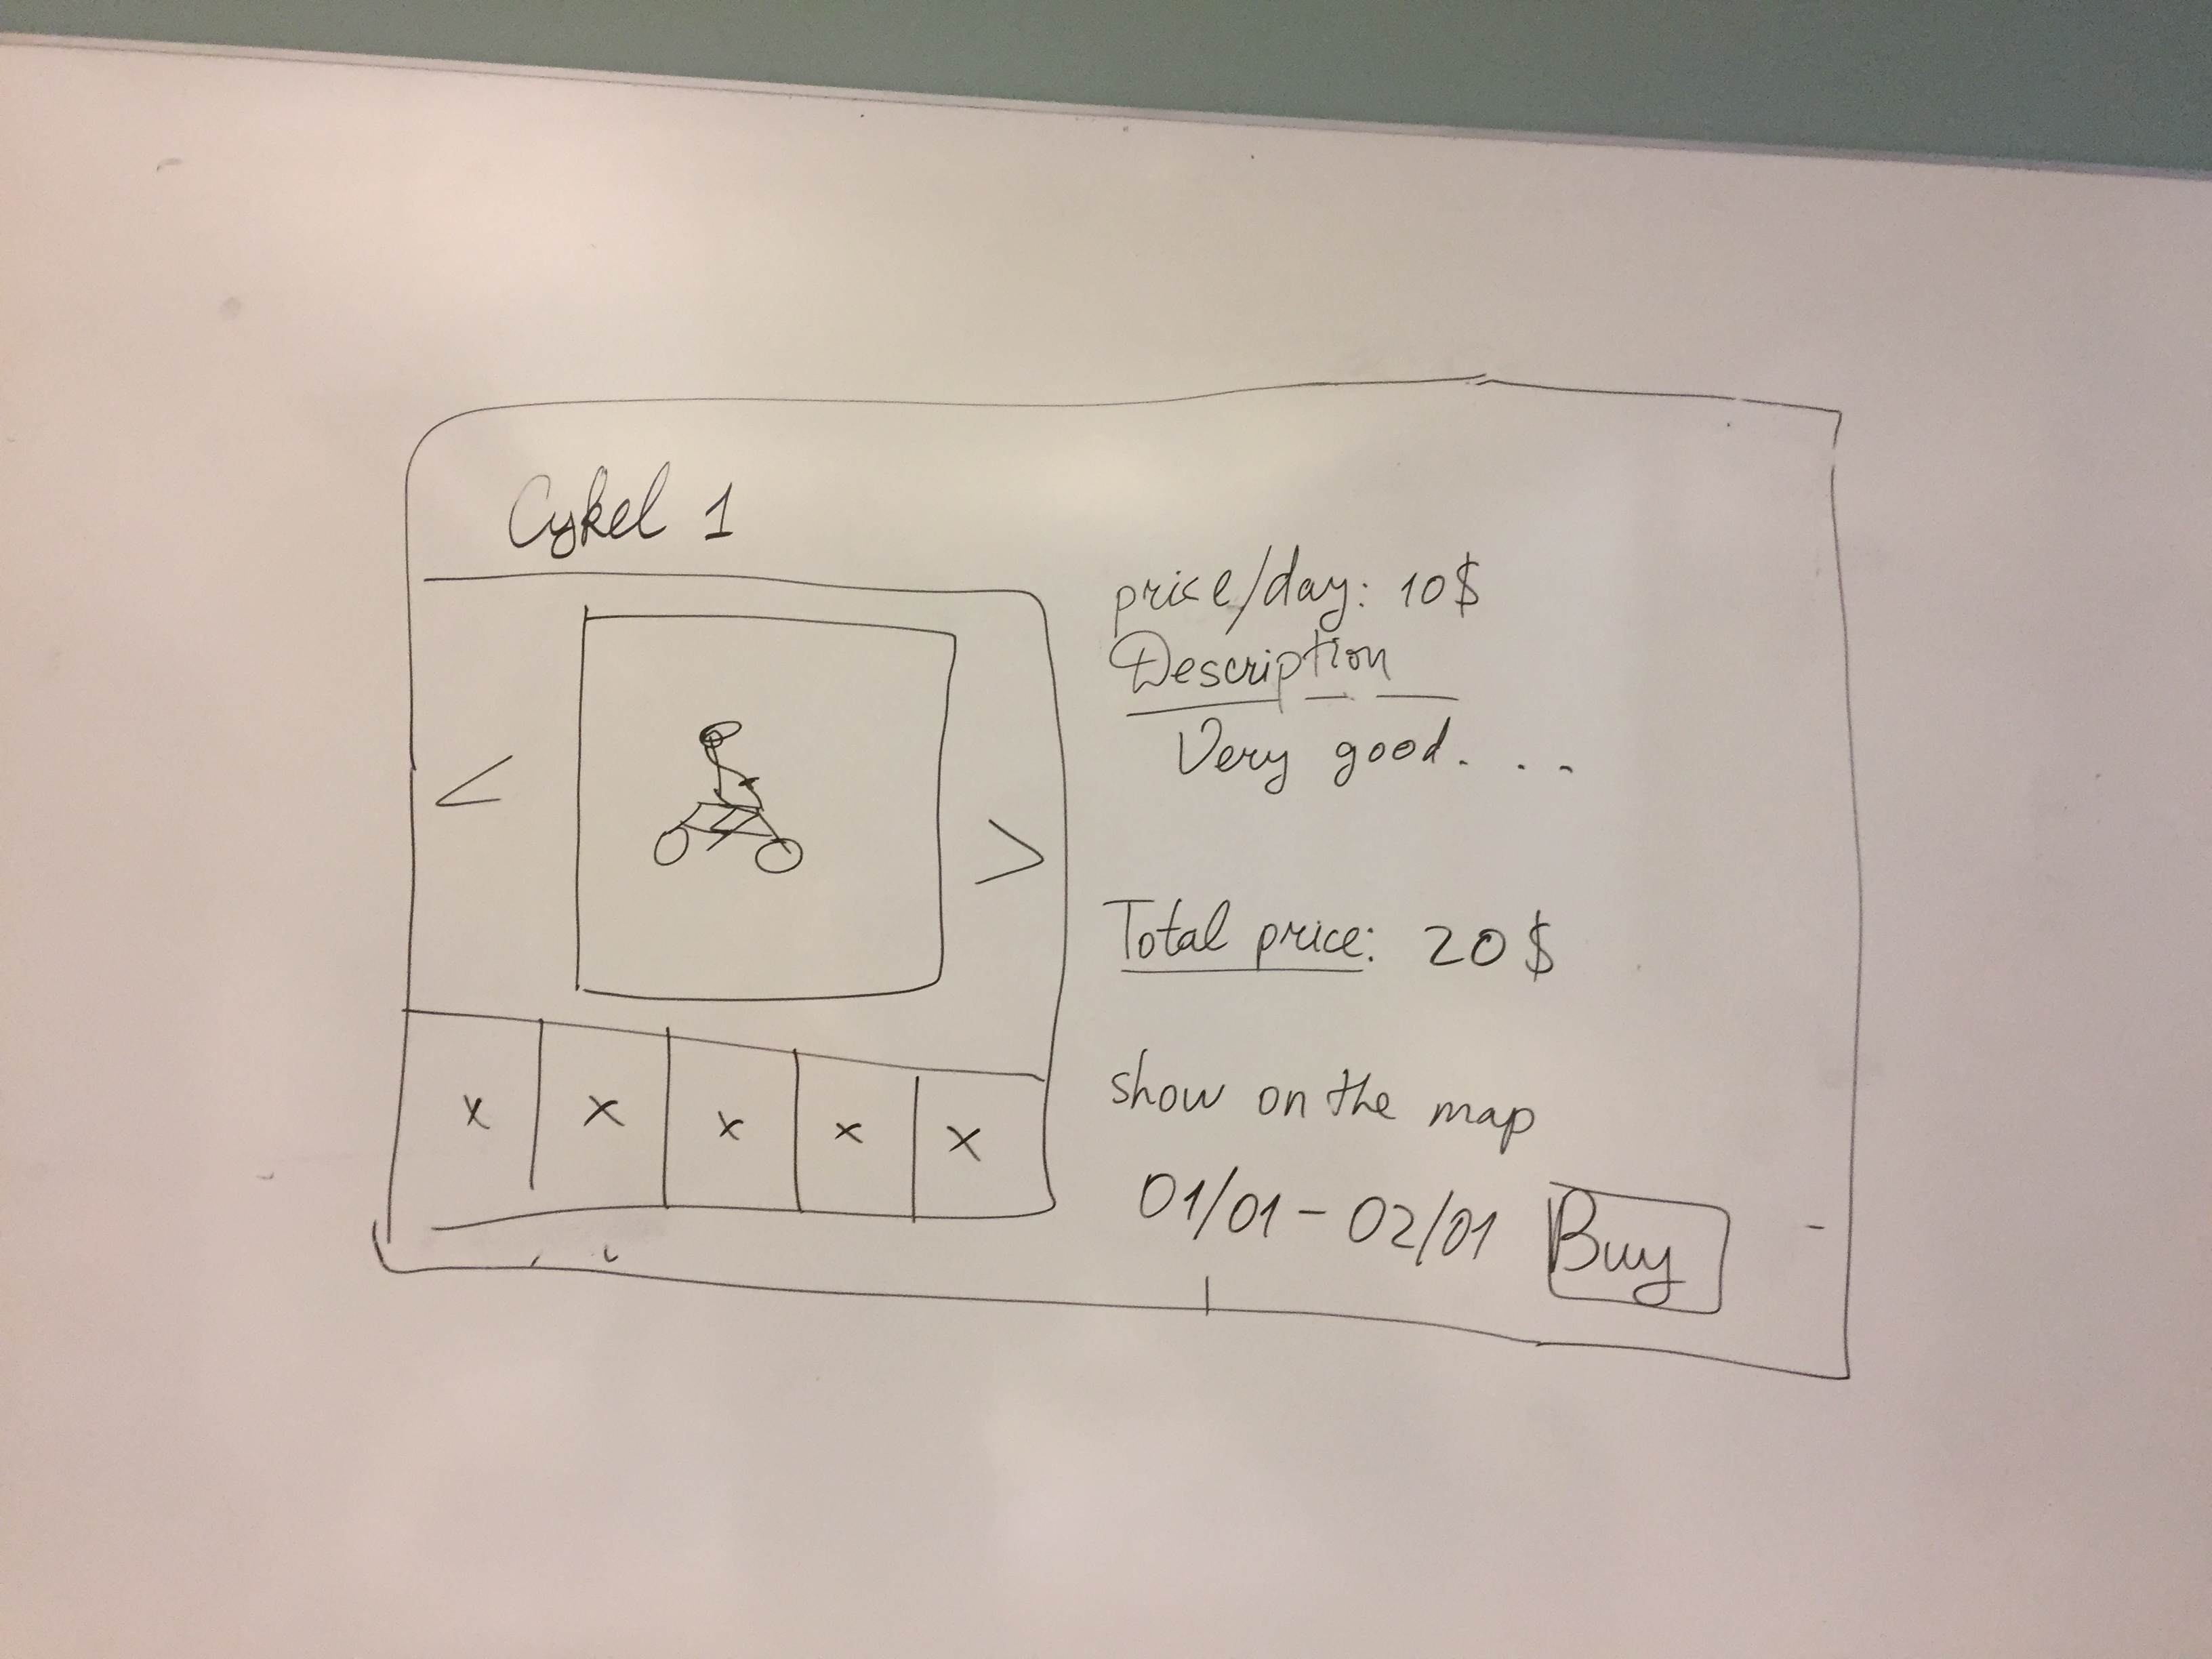 Cykel 1
<
>
x x x x x
price/day: 10$
Description
Very good. ...
Total price: 20$
show on the map
01/01 - 02/01
Buy